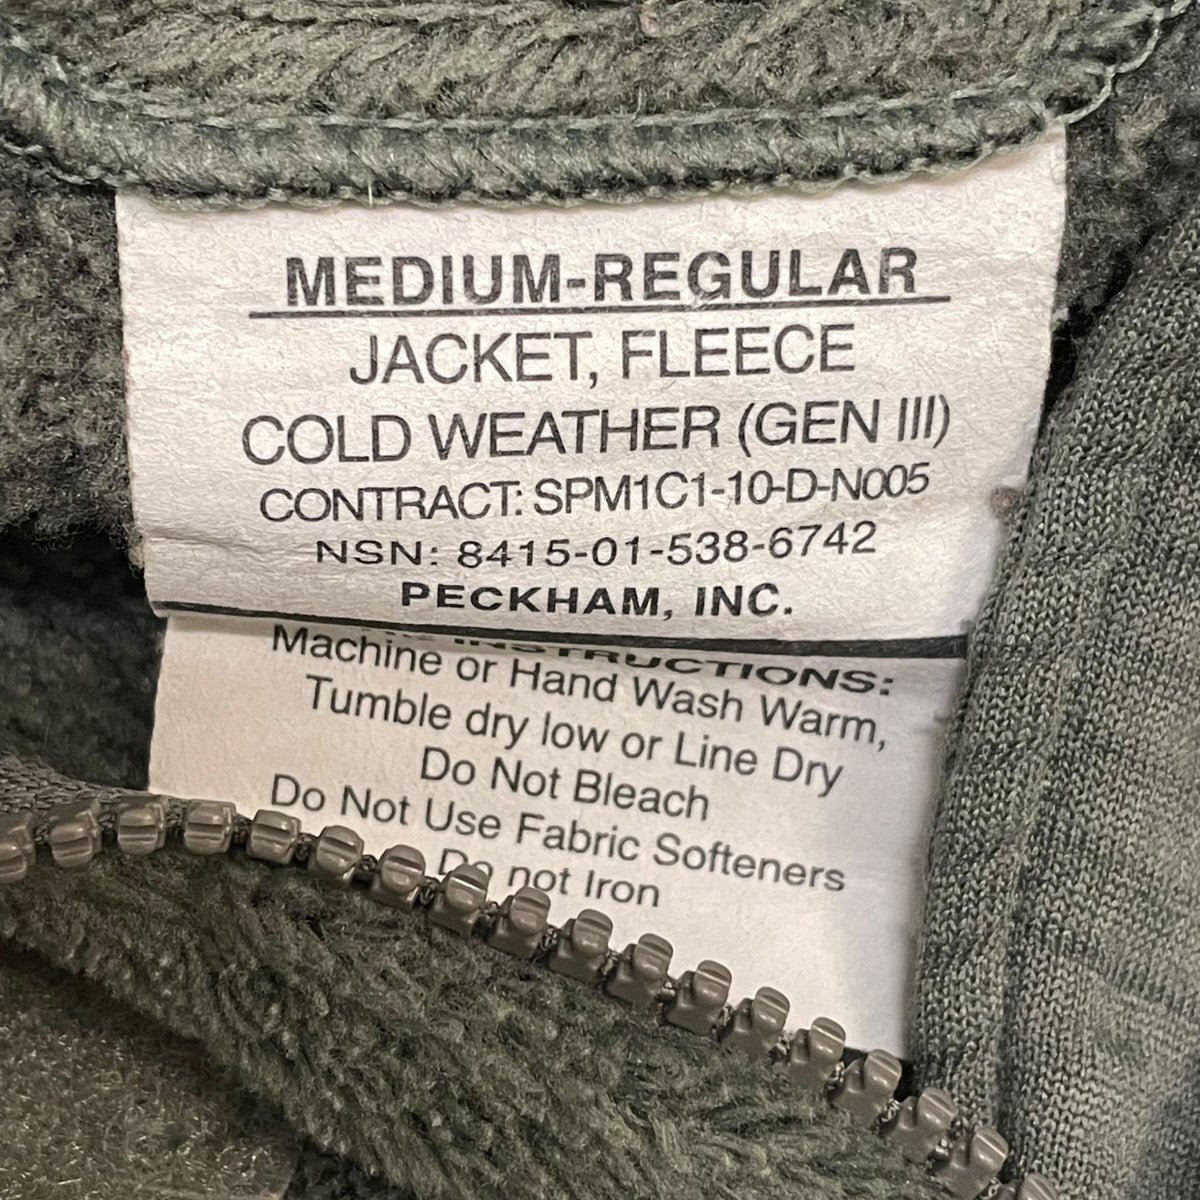 MEDIUM-REGULAR
JACKET, FLEECE
COLD WEATHER (GEN III)
CONTRACT: SPM1C1-10-D-N005
NSN: 8415-01-538-6742
PECKHAM, INC.
INSTRUCTIONS:
Machine or Hand Wash Warm,
Tumble dry low or Line Dry
Do Not Bleach
Do Not Use Fabric Softeners
Do not Iron